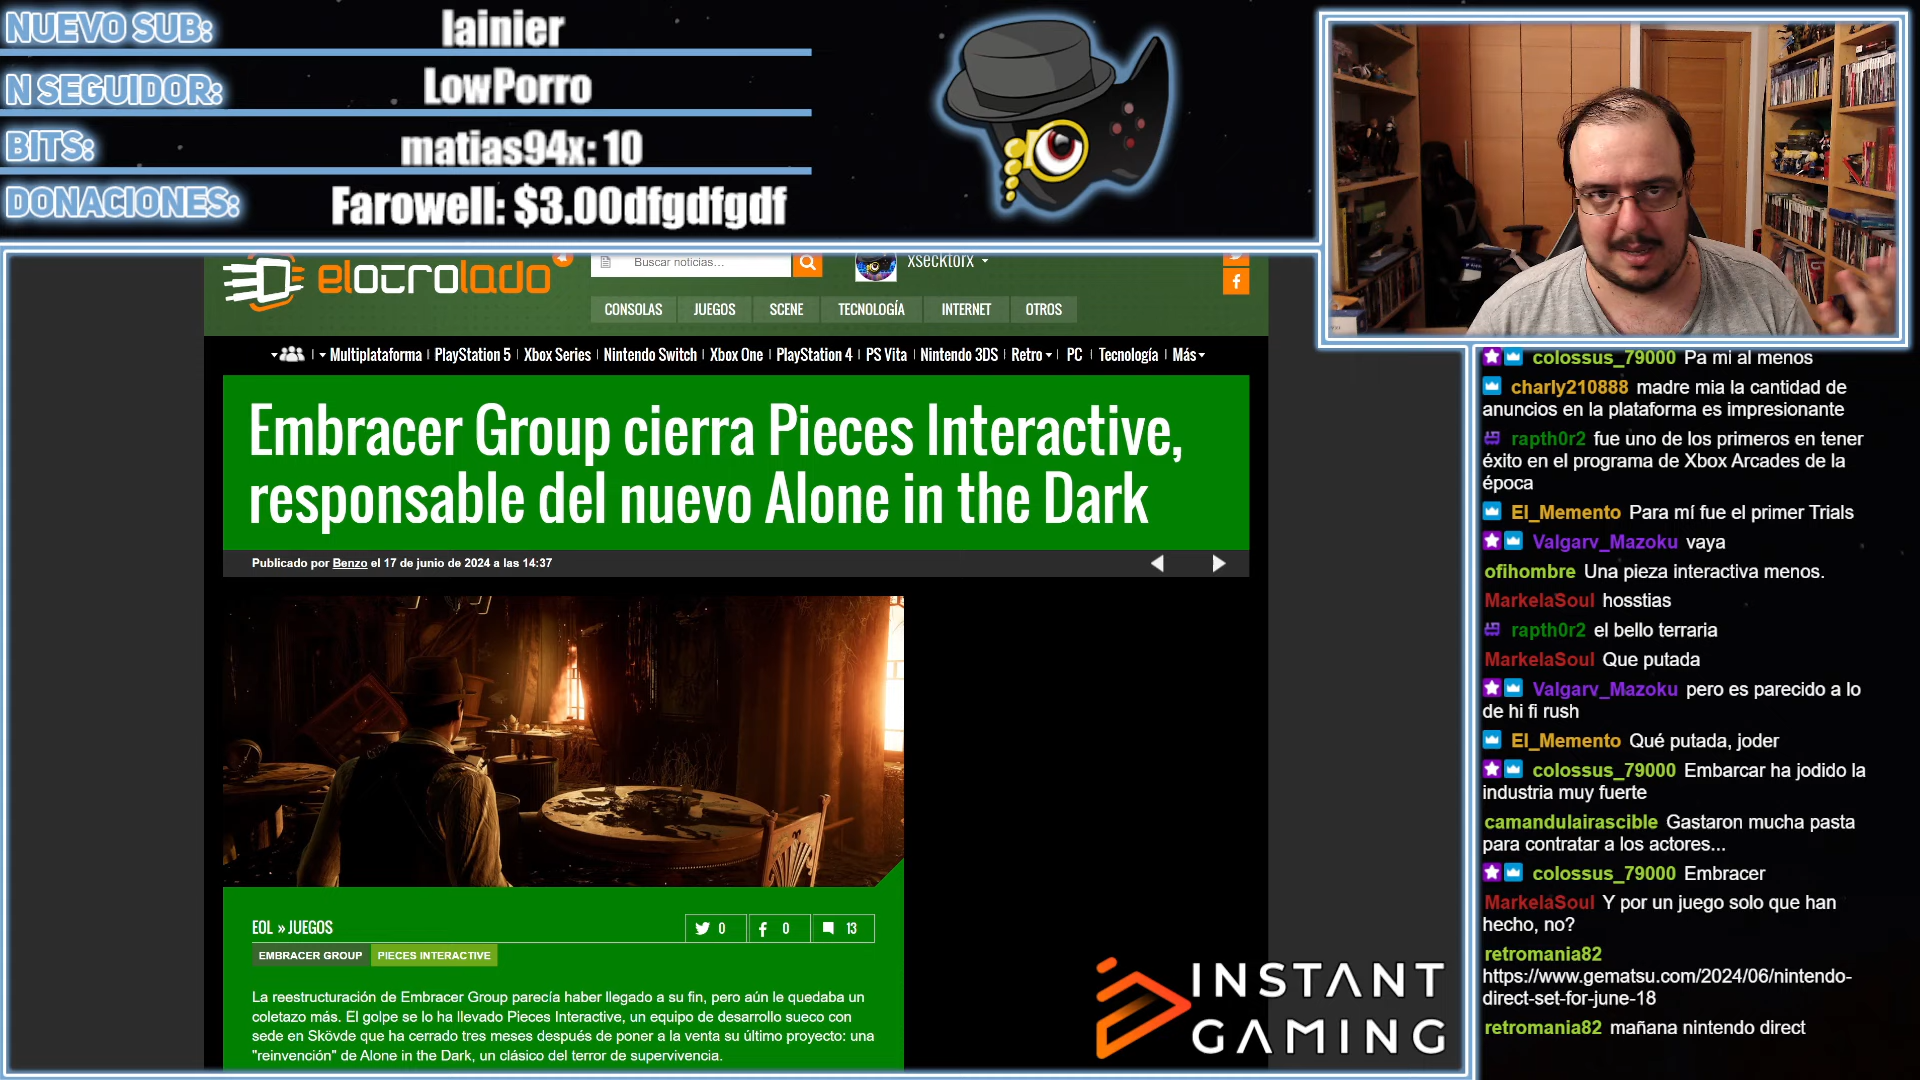 NUEVO SUB:
lainier
N SEGUIDOR:
LowPorro
BITS:
matias94x: 10
DONACIONES:
Farowell: $3.00dfgdfgdf
elotrolado
Buscar noticias...
xsecktorx
CONSOLAS
JUEGOS
SCENE
TECNOLOGÍA
INTERNET
OTROS
Multiplataforma
PlayStation 5
Xbox Series
Nintendo Switch
Xbox One
PlayStation 4
PS Vita
Nintendo 3DS
Retro
PC
Tecnología
Más
Embracer Group cierra Pieces Interactive,
responsable del nuevo Alone in the Dark
Publicado por Benzo el 17 de junio de 2024 a las 14:37
EOL » JUEGOS
0
0
13
EMBRACER GROUP
PIECES INTERACTIVE
La reestructuración de Embracer Group parecía haber llegado a su fin, pero aún le quedaba un
coletazo más. El golpe se lo ha llevado Pieces Interactive, un equipo de desarrollo sueco con
sede en Skövde que ha cerrado tres meses después de poner a la venta su último proyecto: una
"reinvención" de Alone in the Dark, un clásico del terror de supervivencia.
INSTANT
GAMING
colossus_79000 Pa mi al menos
charly210888 madre mia la cantidad de
anuncios en la plataforma es impresionante
rapth0r2 fue uno de los primeros en tener
éxito en el programa de Xbox Arcades de la
época
El_Memento Para mí fue el primer Trials
Valgarv_Mazoku vaya
ofihombre Una pieza interactiva menos.
MarkelaSoul hosstias
rapth0r2 el bello terraria
MarkelaSoul Que putada
Valgarv_Mazoku pero es parecido a lo
de hi fi rush
El_Memento Qué putada, joder
colossus_79000 Embarcar ha jodido la
industria muy fuerte
camandulairascible Gastaron mucha pasta
para contratar a los actores...
colossus_79000 Embracer
MarkelaSoul Y por un juego solo que han
hecho, no?
retromania82
https://www.gematsu.com/2024/06/nintendo-
direct-set-for-june-18
retromania82 mañana nintendo direct